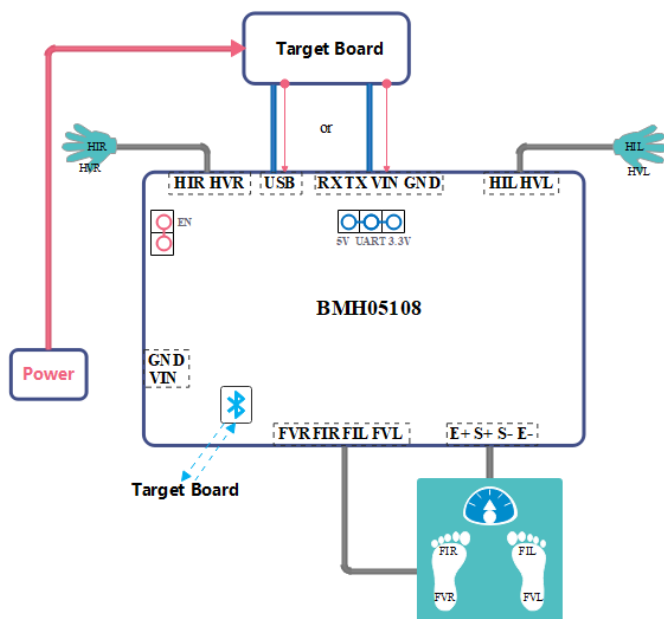 Target Board
or
HIR
HVR
HIL
HVL
HIR HVR
USB
RX TX VIN GND
HIL HVL
EN
5V UART 3.3V
BMH05108
Power
GND
VIN
FVR FIR FIL FVL
E+ S+ S- E-
Target Board
FIR
FIL
FVR
FVL